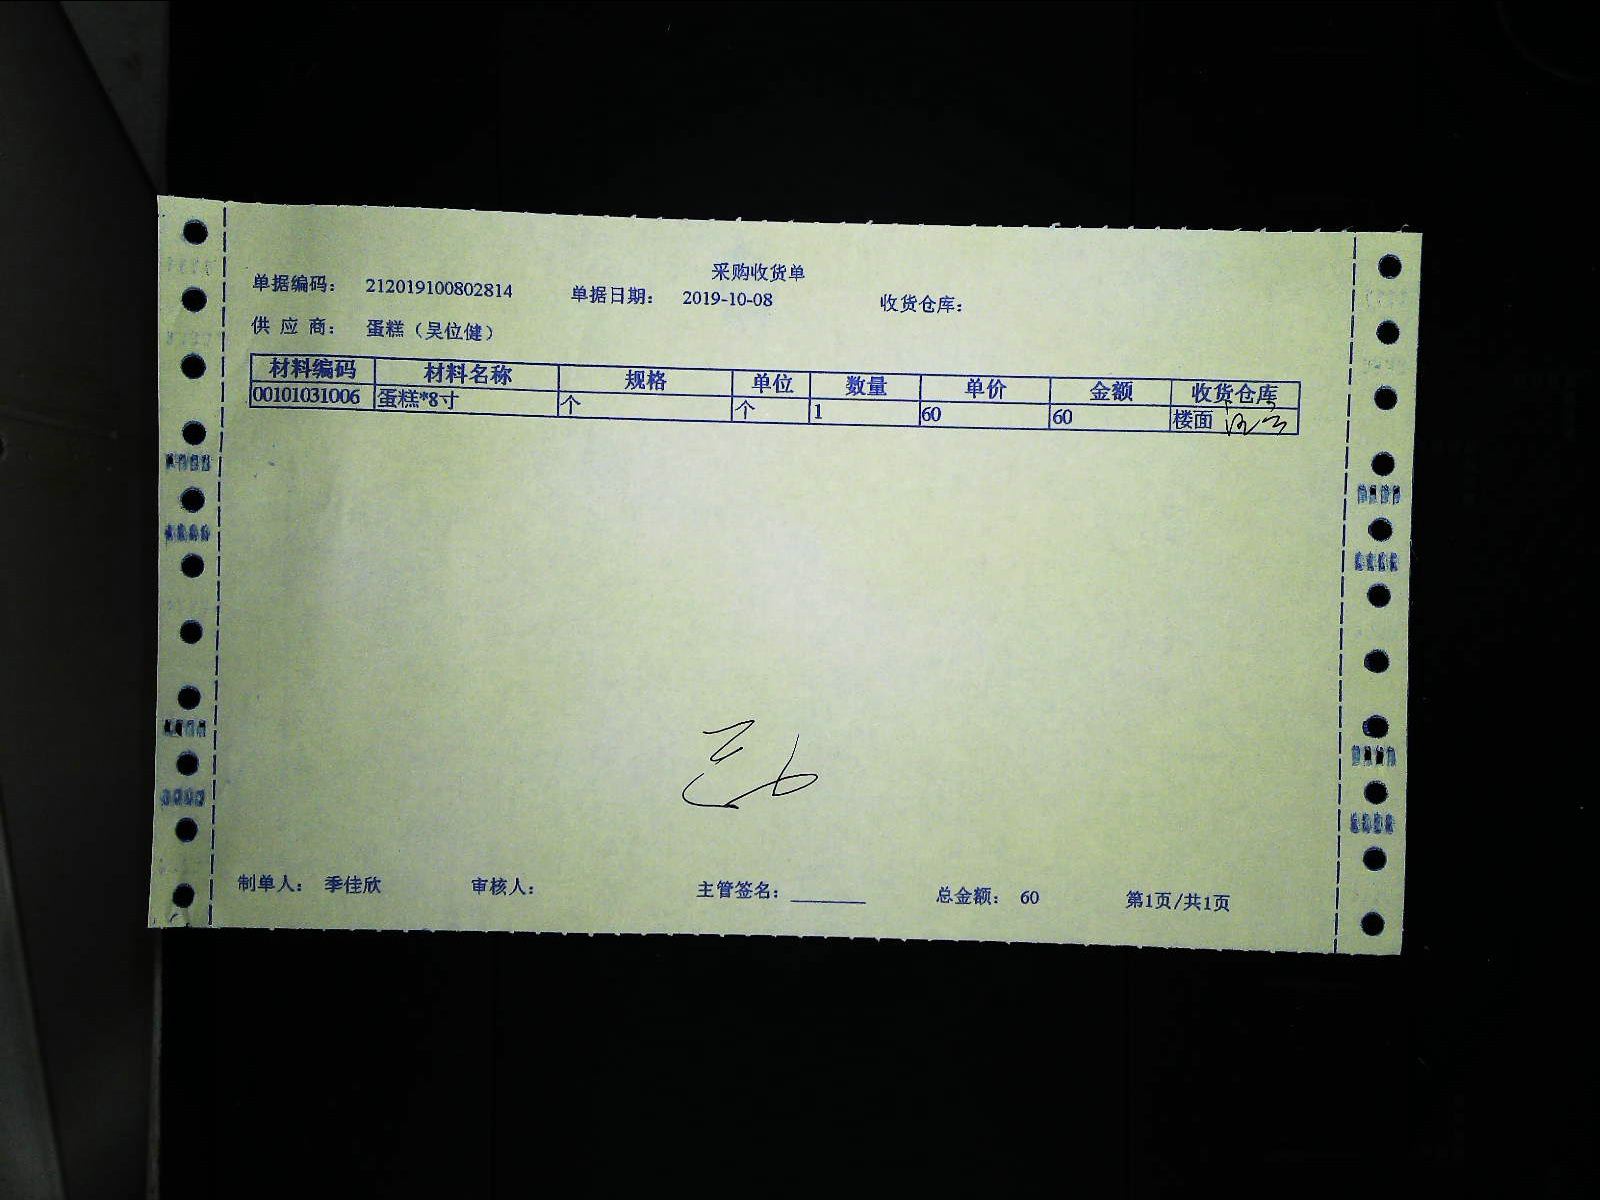 采购收货单
单据编码： 212019100802814 单据日期： 2019-10-08 收货仓库：
供 应 商： 蛋糕（吴位健）
材料编码 材料名称 规格 单位 数量 单价 金额 收货仓库
00101031006 蛋糕*8寸 个 个 1 60 60 楼面
制单人： 季佳欣 审核人： 主管签名： ______ 总金额： 60 第1页/共1页